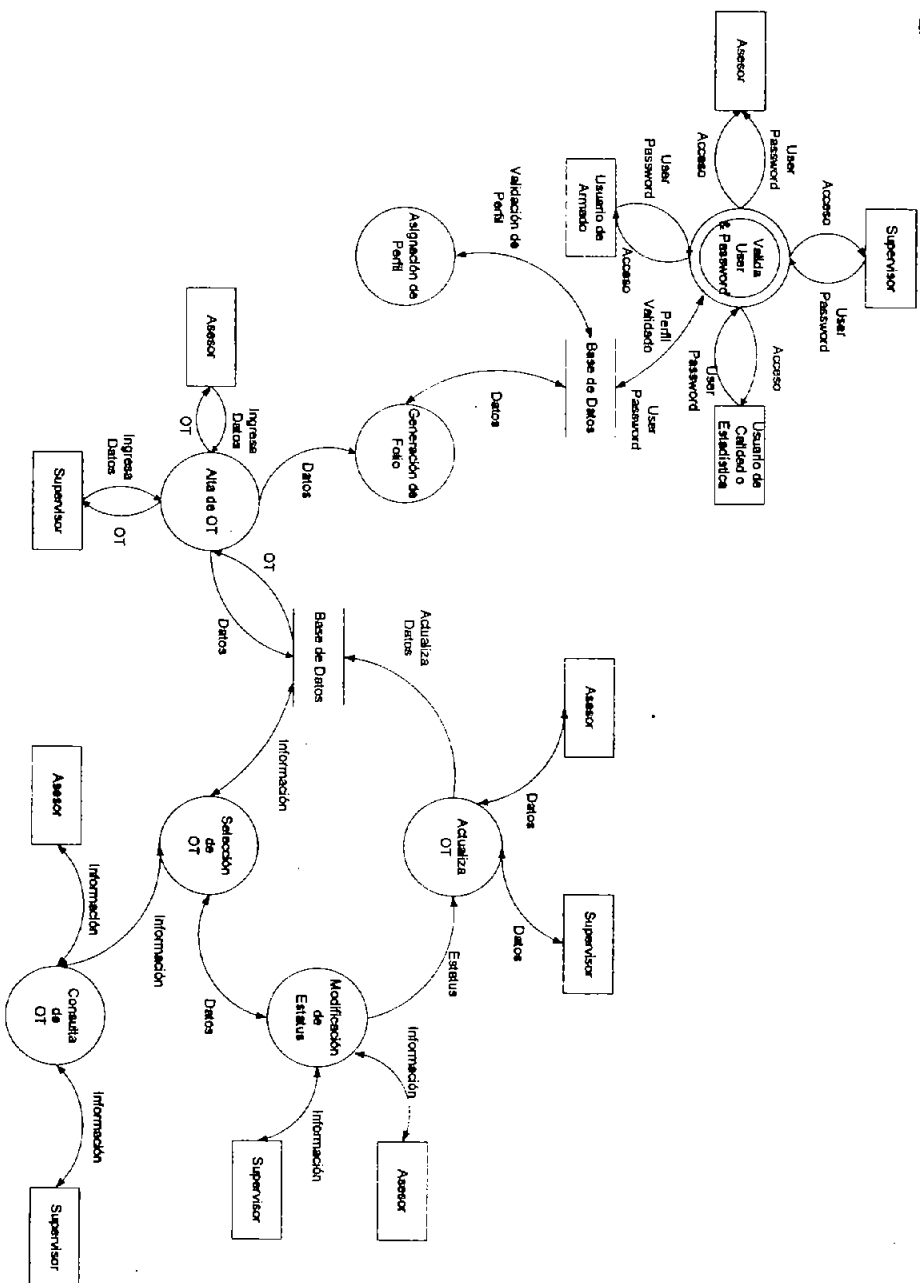 Supervisor
Acceso
User
Password
Asesor
User
Password
Acceso
Valida
User
& Password
Acceso
User
Password
Usuario de
Calidad o
Estadística
User
Password
Acceso
Usuario de
Armado
Perfil
Validado
User
Password
Base de Datos
Validación de
Perfil
Asignación de
Perfil
Datos
Generación de
Folio
Datos
Asesor
Ingresa
Datos
OT
Alta de OT
Ingresa
Datos
OT
Supervisor
OT
Datos
Base de Datos
Actualiza
Datos
Asesor
Datos
Actualiza
OT
Datos
Supervisor
Información
Selección
de
OT
Estatus
Datos
Modificación
de
Estatus
Información
Asesor
Información
Supervisor
Información
Asesor
Información
Consulta
de
OT
Información
Supervisor